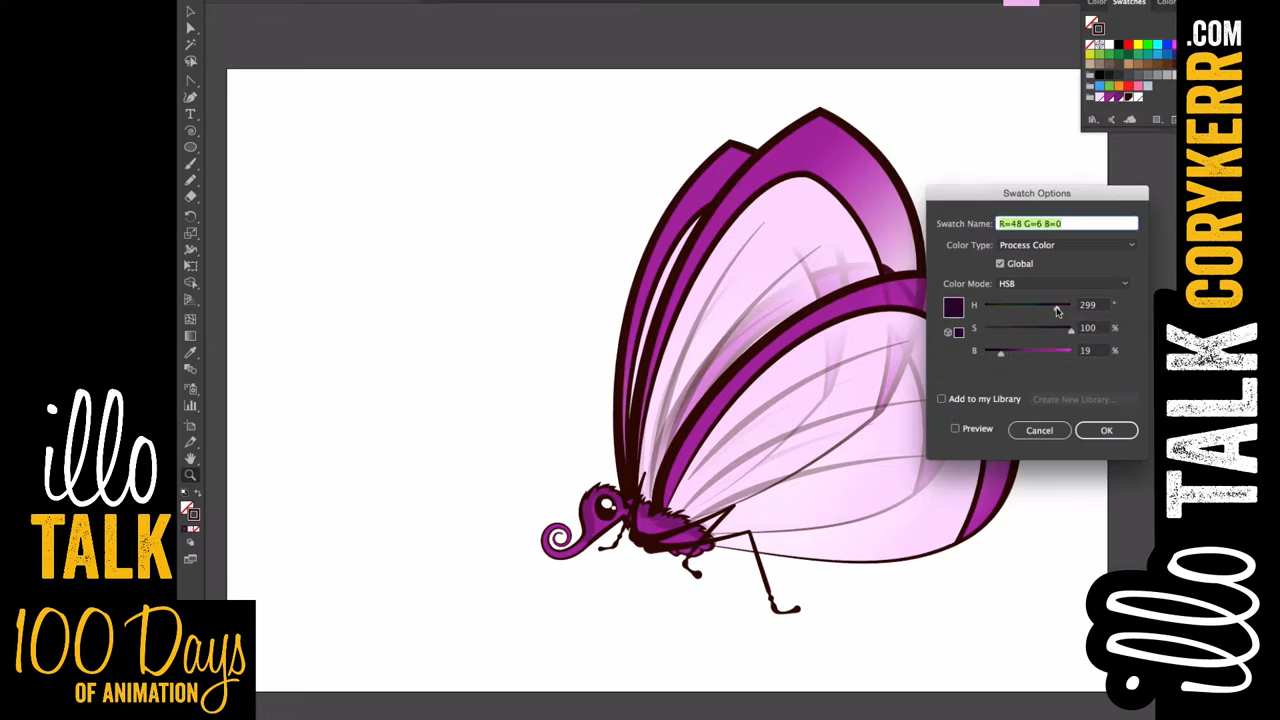 Color
Swatches
Colo
Swatch Options
Swatch Name:
R=48 G=6 B=0
Color Type:
Process Color
Global
Color Mode:
HSB
H
299
°
S
100
%
B
19
%
Add to my Library
Create New Library...
Preview
Cancel
OK
illo
TALK
100 Days
OF ANIMATION
illo TALK CORYKERR.COM